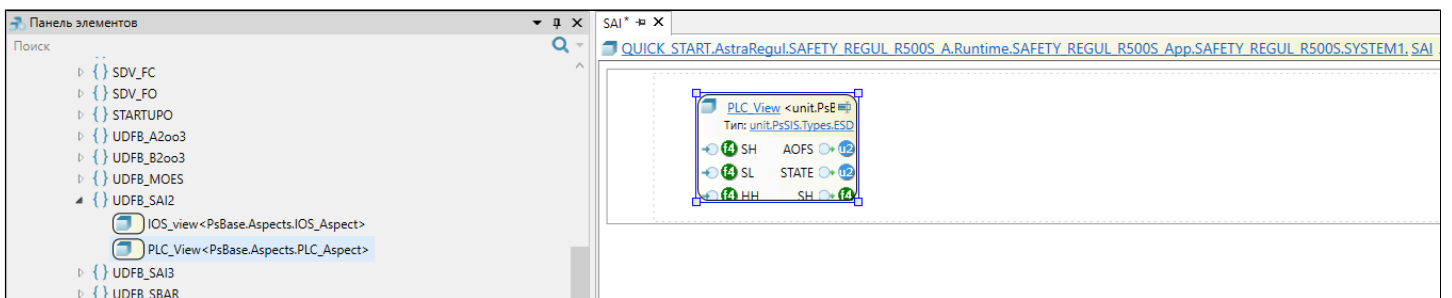 Панель элементов
Поиск
{ } SDV_FC
{ } SDV_FO
{ } STARTUPO
{ } UDFB_A2oo3
{ } UDFB_B2oo3
{ } UDFB_MOES
{ } UDFB_SAI2
IOS_view<PsBase.Aspects.IOS_Aspect>
PLC_View<PsBase.Aspects.PLC_Aspect>
{ } UDFB_SAI3
{ } UDFB_SBAR
SAI*
QUICK_START.AstraRegul.SAFETY_REGUL_R500S_A.Runtime.SAFETY_REGUL_R500S_App.SAFETY_REGUL_R500S.SYSTEM1.SAI
PLC_View <unit.PsE
Тип: unit.PsSIS.Types.ESD
f4 SH AOFS u2
f4 SL STATE u2
f4 HH SH f4